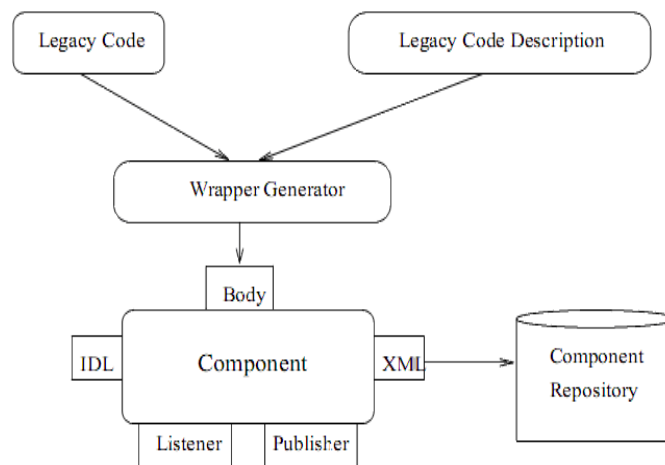 Legacy Code
Legacy Code Description
Wrapper Generator
Body
IDL
Component
XML
Component
Repository
Listener
Publisher